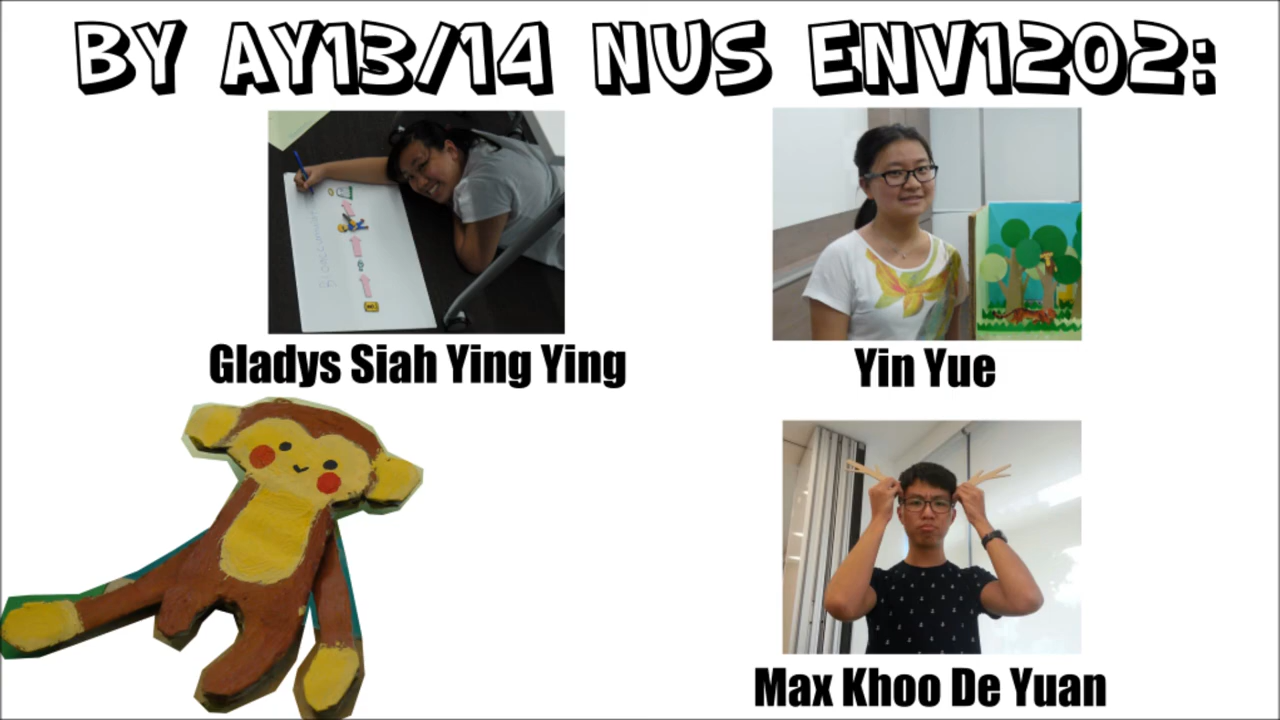 BY AY13/14 NUS ENV1202:
Gladys Siah Ying Ying
Yin Yue
Max Khoo De Yuan